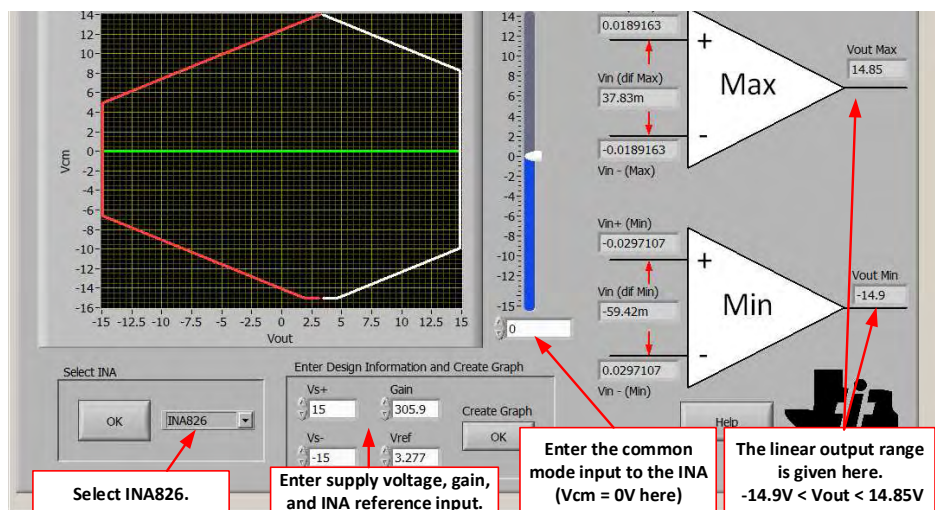 14-
12-
10-
8-
6-
4-
2-
0-
-2-
-4-
-6-
-8-
-10-
-12-
-14-
-16-
Vcm
-15 -12.5 -10 -7.5 -5 -2.5 0 2.5 5 7.5 10 12.5 15
Vout
14-
12-
10-
8-
6-
4-
2-
0-
-2-
-4-
-6-
-8-
-10-
-12-
-15-
0
0.0189163
Vin (dif Max)
37.83m
-0.0189163
Vin - (Max)
+
Max
-
Vout Max
14.85
Vin+ (Min)
-0.0297107
Vin (dif Min)
-59.42m
0.0297107
Vin - (Min)
+
Min
-
Vout Min
-14.9
Select INA
OK
INA826
Enter Design Information and Create Graph
Vs+
15
Gain
305.9
Vs-
-15
Vref
3.277
Create Graph
OK
Help
Select INA826.
Enter supply voltage, gain,
and INA reference input.
Enter the common
mode input to the INA
(Vcm = 0V here)
The linear output range
is given here.
-14.9V < Vout < 14.85V